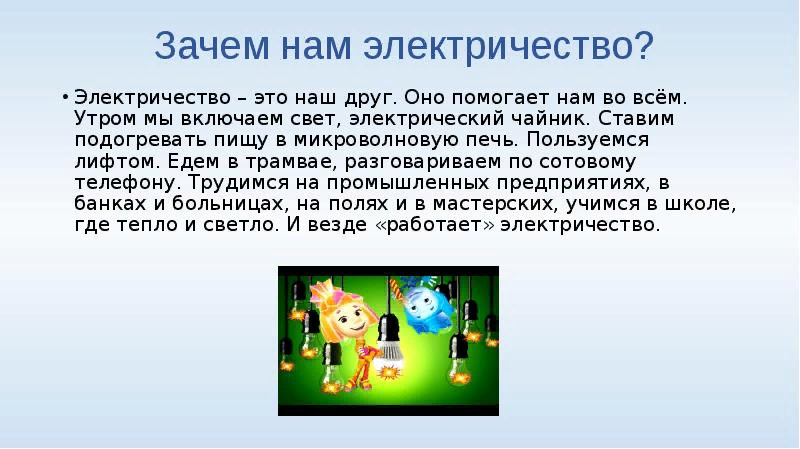 Зачем нам электричество?
• Электричество – это наш друг. Оно помогает нам во всём.
Утром мы включаем свет, электрический чайник. Ставим
подогревать пищу в микроволновую печь. Пользуемся
лифтом. Едем в трамвае, разговариваем по сотовому
телефону. Трудимся на промышленных предприятиях, в
банках и больницах, на полях и в мастерских, учимся в школе,
где тепло и светло. И везде «работает» электричество.